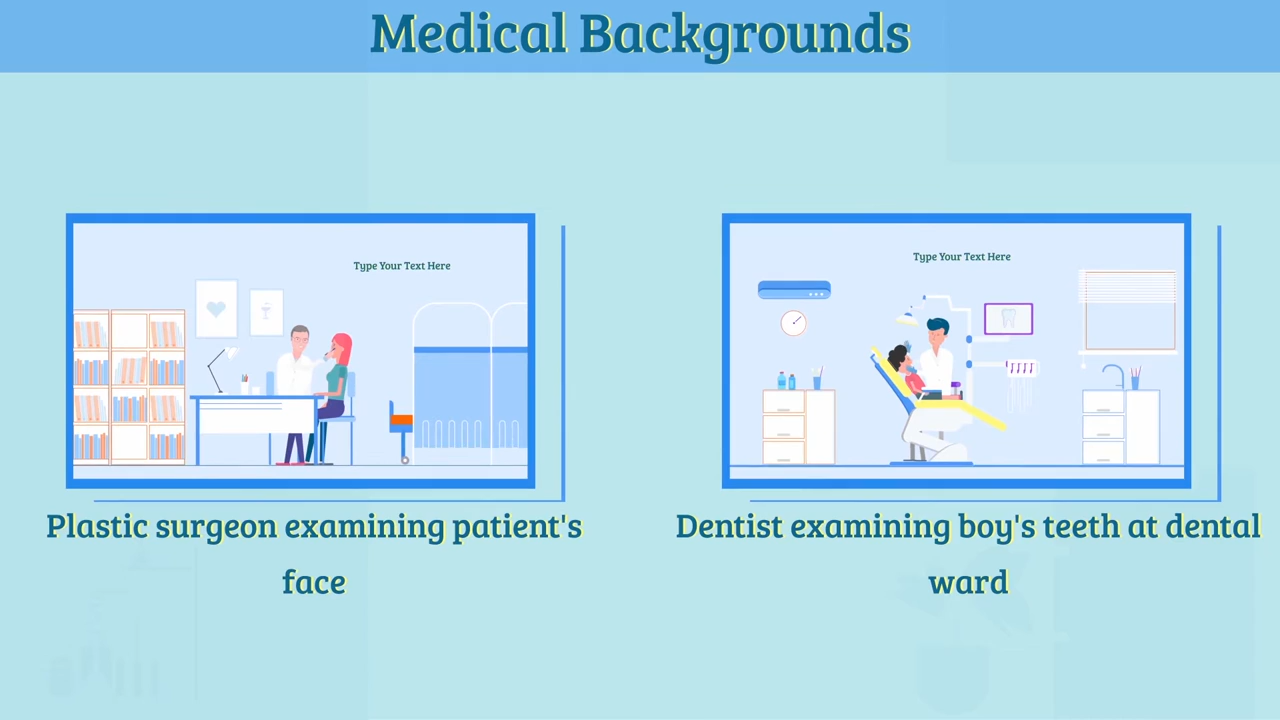 Medical Backgrounds
Type Your Text Here
Type Your Text Here
Plastic surgeon examining patient's
face
Dentist examining boy's teeth at dental
ward